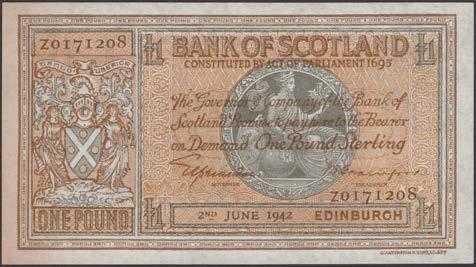 Z0171208
£1
BANK OF SCOTLAND
£1
CONSTITUTED BY ACT OF PARLIAMENT 1695
The Governor & Company of the Bank of
Scotland Promise to pay here to the Bearer
on Demand One Pound Sterling
GOVERNOR
TREASURER
Z0171208
ONE POUND
£1
2ND JUNE 1942
EDINBURGH
£1